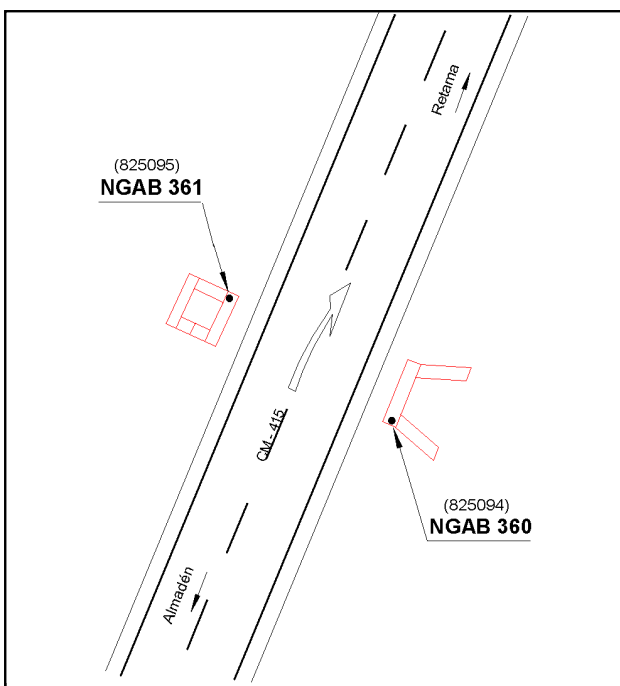 Retama
(825095)
NGAB 361
CM - 415
(825094)
NGAB 360
Almadén